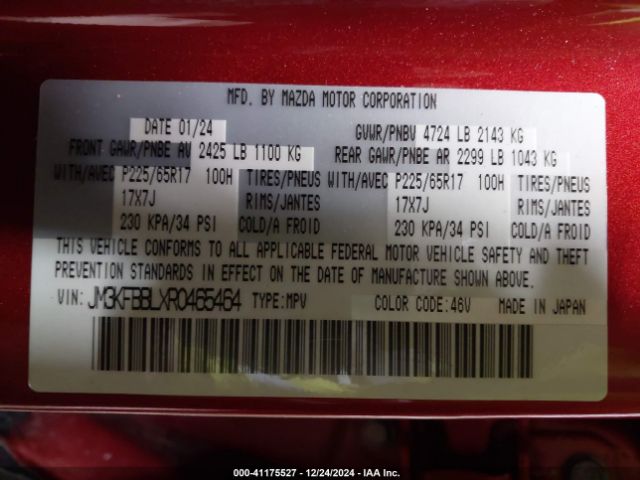 MFD. BY MAZDA MOTOR CORPORATION
DATE 01/24 GVWR/PNBV 4724 LB 2143 KG
FRONT GAWR/PNBE AV 2425 LB 1100 KG REAR GAWR/PNBE AR 2299 LB 1043 KG
WITH/AVEC P225/65R17 100H TIRES/PNEUS WITH/AVEC P225/65R17 100H TIRES/PNEUS
17X7J RIMS/JANTES 17X7J RIMS/JANTES
230 KPA/34 PSI COLD/A FROID 230 KPA/34 PSI COLD/A FROID
THIS VEHICLE CONFORMS TO ALL APPLICABLE FEDERAL MOTOR VEHICLE SAFETY AND THEFT
PREVENTION STANDARDS IN EFFECT ON THE DATE OF MANUFACTURE SHOWN ABOVE.
VIN: JM3KFBBLXR0465464 TYPE:MPV COLOR CODE:46V MADE IN JAPAN
000-41175527 - 12/24/2024 - IAA Inc.